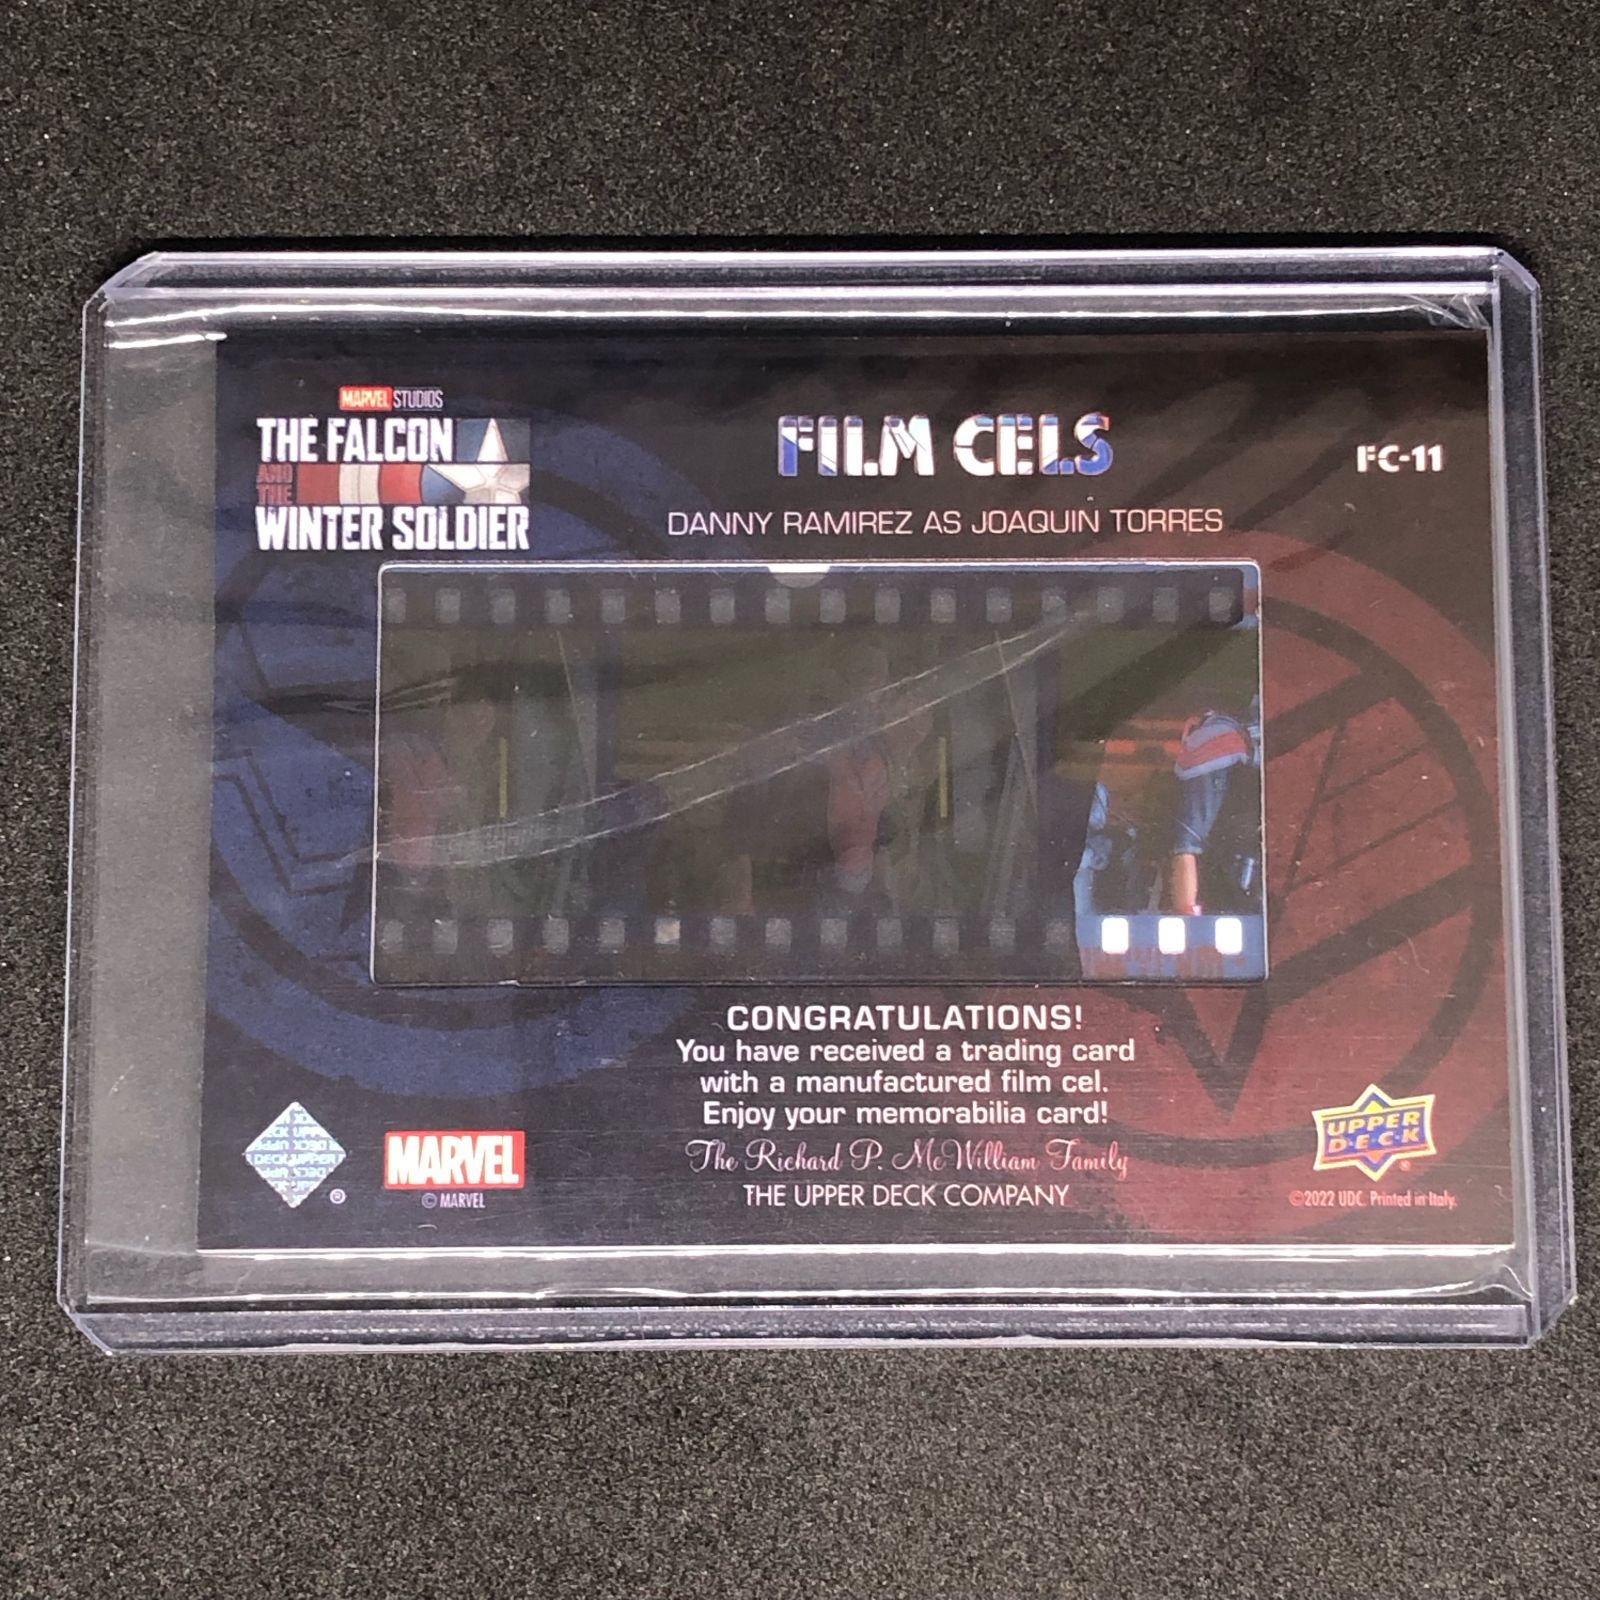 MARVEL STUDIOS
THE FALCON
AND THE
WINTER SOLDIER
FILM CELS
DANNY RAMIREZ AS JOAQUIN TORRES
FC-11
CONGRATULATIONS!
You have received a trading card
with a manufactured film cel.
Enjoy your memorabilia card!
The Richard P. McWilliam Family
THE UPPER DECK COMPANY
DECK UPPER
®
MARVEL
© MARVEL
UPPER
DECK
®
©2022 UDC. Printed in Italy.